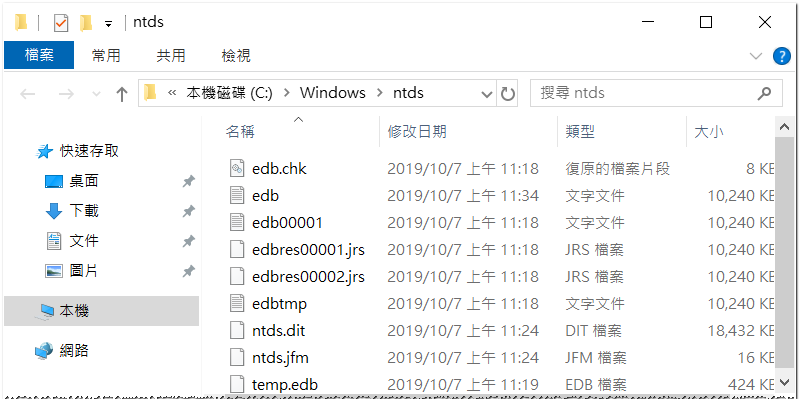 ntds
檔案 常用 共用 檢視
« 本機磁碟 (C:) > Windows > ntds 搜尋 ntds
名稱 修改日期 類型 大小
快速存取
桌面
下載
文件
圖片
本機
網路
edb.chk 2019/10/7 上午 11:18 復原的檔案片段 8 KB
edb 2019/10/7 上午 11:34 文字文件 10,240 KB
edb00001 2019/10/7 上午 11:18 文字文件 10,240 KB
edbres00001.jrs 2019/10/7 上午 11:18 JRS 檔案 10,240 KB
edbres00002.jrs 2019/10/7 上午 11:18 JRS 檔案 10,240 KB
edbtmp 2019/10/7 上午 11:18 文字文件 10,240 KB
ntds.dit 2019/10/7 上午 11:24 DIT 檔案 18,432 KB
ntds.jfm 2019/10/7 上午 11:24 JFM 檔案 16 KB
temp.edb 2019/10/7 上午 11:19 EDB 檔案 424 KB